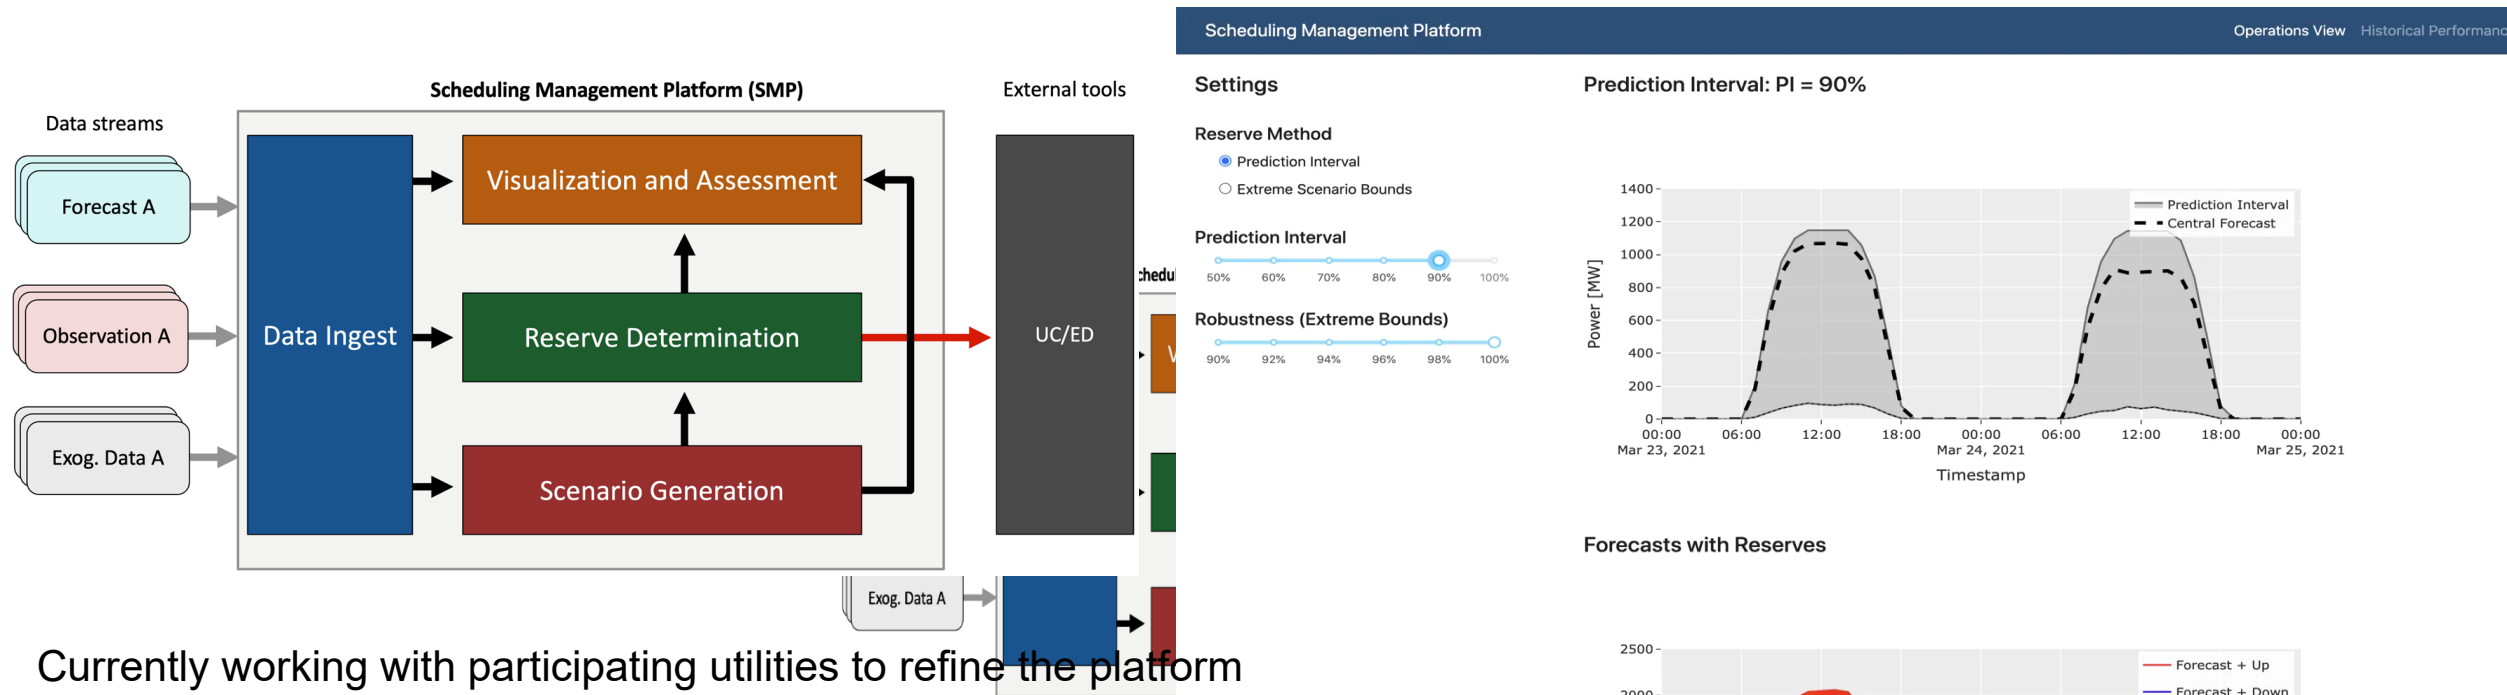 Scheduling Management Platform (SMP)
External tools
Data streams
Forecast A
Observation A
Exog. Data A
Data Ingest
Visualization and Assessment
Reserve Determination
Scenario Generation
UC/ED
Exog. Data A
Currently working with participating utilities to refine the platform
Scheduling Management Platform
Operations View
Historical
Settings
Reserve Method
Prediction Interval
Extreme Scenario Bounds
Prediction Interval
50% 60% 70% 80% 90% 100%
Robustness (Extreme Bounds)
90% 92% 94% 96% 98% 100%
Prediction Interval: PI = 90%
Prediction Interval
Central Forecast
Power [MW]
1400
1200
1000
800
600
400
200
0
00:00 06:00 12:00 18:00 00:00 06:00 12:00 18:00 00:00
Mar 23, 2021 Mar 24, 2021 Mar 25, 2021
Timestamp
Forecasts with Reserves
2500
2000
Forecast + Up
Forecast + Down